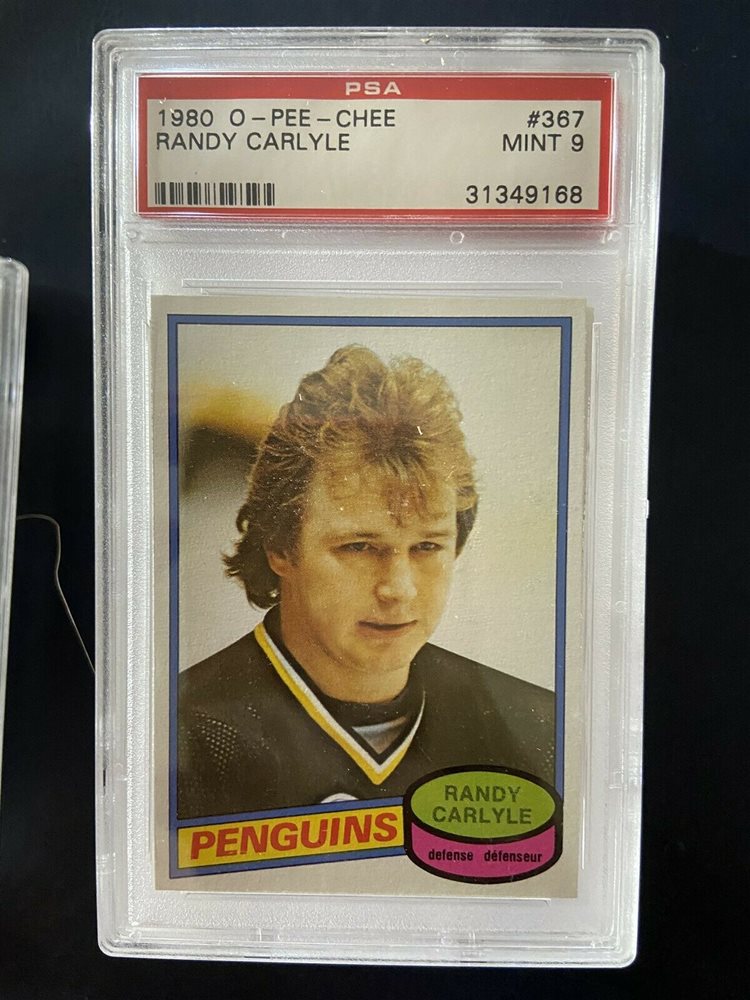 PSA
1980 O-PEE-CHEE #367
RANDY CARLYLE MINT 9
31349168
PENGUINS
RANDY
CARLYLE
defense défenseur